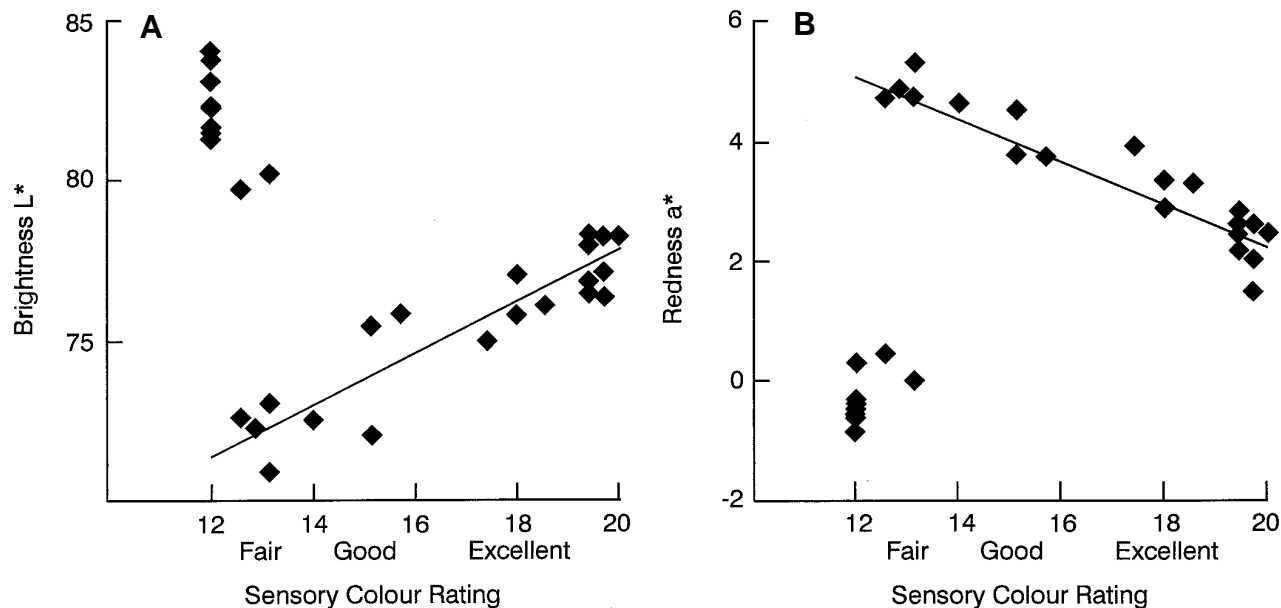 A
85
80
75
Brightness L*
12 14 16 18 20
Fair Good Excellent
Sensory Colour Rating
B
6
4
2
0
-2
Redness a*
12 14 16 18 20
Fair Good Excellent
Sensory Colour Rating